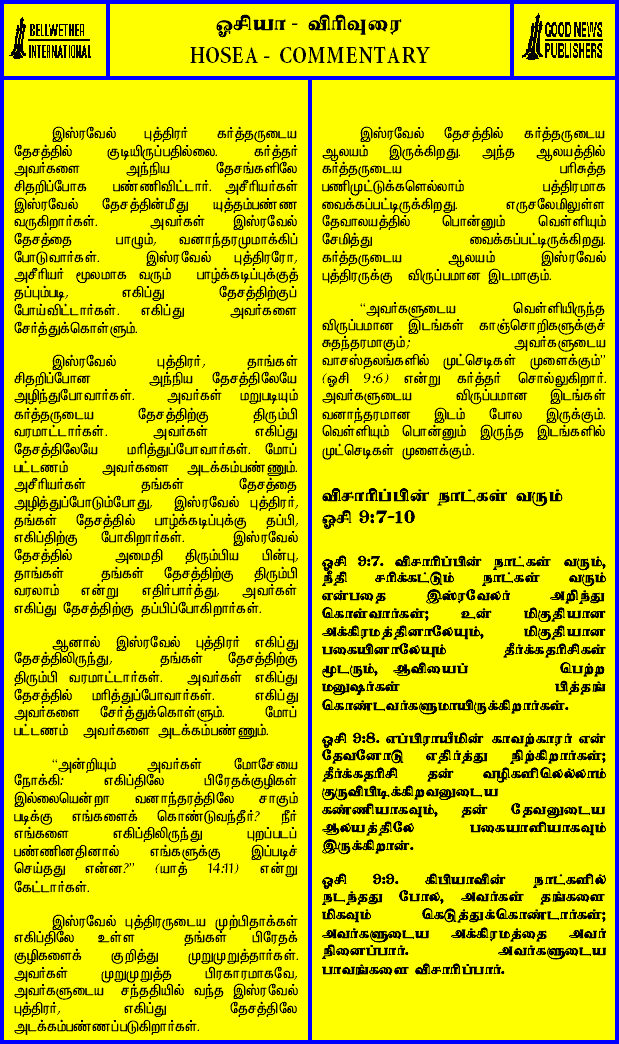 BELLWETHER
INTERNATIONAL
ஓசியா - விரிவுரை
HOSEA - COMMENTARY
GOOD NEWS
PUBLISHERS
இஸ்ரவேல் புத்திரர் கர்த்தருடைய
தேசத்தில் குடியிருப்பதில்லை. கர்த்தர்
அவர்களை அந்நிய தேசங்களிலே
சிதறிப்போக பண்ணிவிட்டார். அசீரியர்கள்
இஸ்ரவேல் தேசத்தின்மீது யுத்தம்பண்ண
வருகிறார்கள். அவர்கள் இஸ்ரவேல்
தேசத்தை பாழும், வனாந்தரமுமாக்கிப்
போடுவார்கள். இஸ்ரவேல் புத்திரரோ,
அசீரியர் மூலமாக வரும் பாழ்க்கடிப்புக்குத்
தப்பும்படி, எகிப்து தேசத்திற்குப்
போய்விட்டார்கள். எகிப்து அவர்களை
சேர்த்துக்கொள்ளும்.
இஸ்ரவேல் புத்திரர், தாங்கள்
சிதறிப்போன அந்நிய தேசத்திலேயே
அழிந்துபோவார்கள். அவர்கள் மறுபடியும்
கர்த்தருடைய தேசத்திற்கு திரும்பி
வரமாட்டார்கள். அவர்கள் எகிப்து
தேசத்திலேயே மரித்துப்போவார்கள். மோப்
பட்டணம் அவர்களை அடக்கம்பண்ணும்.
அசீரியர்கள் தங்கள் தேசத்தை
அழித்துப்போடும்போது, இஸ்ரவேல் புத்திரர்,
தங்கள் தேசத்தில் பாழ்க்கடிப்புக்கு தப்பி,
எகிப்திற்கு போகிறார்கள். இஸ்ரவேல்
தேசத்தில் அமைதி திரும்பிய பின்பு,
தாங்கள் தங்கள் தேசத்திற்கு திரும்பி
வரலாம் என்று எதிர்பார்த்து, அவர்கள்
எகிப்து தேசத்திற்கு தப்பிப்போகிறார்கள்.
ஆனால் இஸ்ரவேல் புத்திரர் எகிப்து
தேசத்திலிருந்து, தங்கள் தேசத்திற்கு
திரும்பி வரமாட்டார்கள். அவர்கள் எகிப்து
தேசத்தில் மரித்துப்போவார்கள். எகிப்து
அவர்களை சேர்த்துக்கொள்ளும். மோப்
பட்டணம் அவர்களை அடக்கம்பண்ணும்.
“அன்றியும் அவர்கள் மோசேயை
நோக்கி: எகிப்திலே பிரேதக்குழிகள்
இல்லையென்றா வனாந்தரத்திலே சாகும்
படிக்கு எங்களைக் கொண்டுவந்தீர்? நீர்
எங்களை எகிப்திலிருந்து புறப்படப்
பண்ணினதினால் எங்களுக்கு இப்படிச்
செய்தது என்ன?” (யாத் 14:11) என்று
கேட்டார்கள்.
இஸ்ரவேல் புத்திரருடைய முற்பிதாக்கள்
எகிப்திலே உள்ள தங்கள் பிரேதக்
குழிகளைக் குறித்து முறுமுறுத்தார்கள்.
அவர்கள் முறுமுறுத்த பிரகாரமாகவே,
அவர்களுடைய சந்ததியில் வந்த இஸ்ரவேல்
புத்திரர், எகிப்து தேசத்திலே
அடக்கம்பண்ணப்படுகிறார்கள்.
இஸ்ரவேல் தேசத்தில் கர்த்தருடைய
ஆலயம் இருக்கிறது. அந்த ஆலயத்தில்
கர்த்தருடைய பரிசுத்த
பணிமுட்டுக்களெல்லாம் பத்திரமாக
வைக்கப்பட்டிருக்கிறது. எருசலேமிலுள்ள
தேவாலயத்தில் பொன்னும் வெள்ளியும்
சேமித்து வைக்கப்பட்டிருக்கிறது.
கர்த்தருடைய ஆலயம் இஸ்ரவேல்
புத்திரருக்கு விருப்பமான இடமாகும்.
“அவர்களுடைய வெள்ளியிருந்த
விருப்பமான இடங்கள் காஞ்சொறிகளுக்குச்
சுதந்தரமாகும்; அவர்களுடைய
வாசஸ்தலங்களில் முட்செடிகள் முளைக்கும்”
(ஓசி 9:6) என்று கர்த்தர் சொல்லுகிறார்.
அவர்களுடைய விருப்பமான இடங்கள்
வனாந்தரமான இடம் போல இருக்கும்.
வெள்ளியும் பொன்னும் இருந்த இடங்களில்
முட்செடிகள் முளைக்கும்.
விசாரிப்பின் நாட்கள் வரும்
ஓசி 9:7-10
ஓசி 9:7. விசாரிப்பின் நாட்கள் வரும்,
நீதி சரிக்கட்டும் நாட்கள் வரும்
என்பதை இஸ்ரவேலர் அறிந்து
கொள்வார்கள்; உன் மிகுதியான
அக்கிரமத்தினாலேயும், மிகுதியான
பகையினாலேயும் தீர்க்கதரிசிகள்
மூடரும், ஆவியைப் பெற்ற
மனுஷர்கள் பித்தங்
கொண்டவர்களுமாயிருக்கிறார்கள்.
ஓசி 9:8. எப்பிராயீமின் காவற்காரர் என்
தேவனோடு எதிர்த்து நிற்கிறார்கள்;
தீர்க்கதரிசி தன் வழிகளிலெல்லாம்
குருவிபிடிக்கிறவனுடைய
கண்ணியாகவும், தன் தேவனுடைய
ஆலயத்திலே பகையாளியாகவும்
இருக்கிறான்.
ஓசி 9:9. கிபியாவின் நாட்களில்
நடந்தது போல, அவர்கள் தங்களை
மிகவும் கெடுத்துக்கொண்டார்கள்;
அவர்களுடைய அக்கிரமத்தை அவர்
நினைப்பார். அவர்களுடைய
பாவங்களை விசாரிப்பார்.